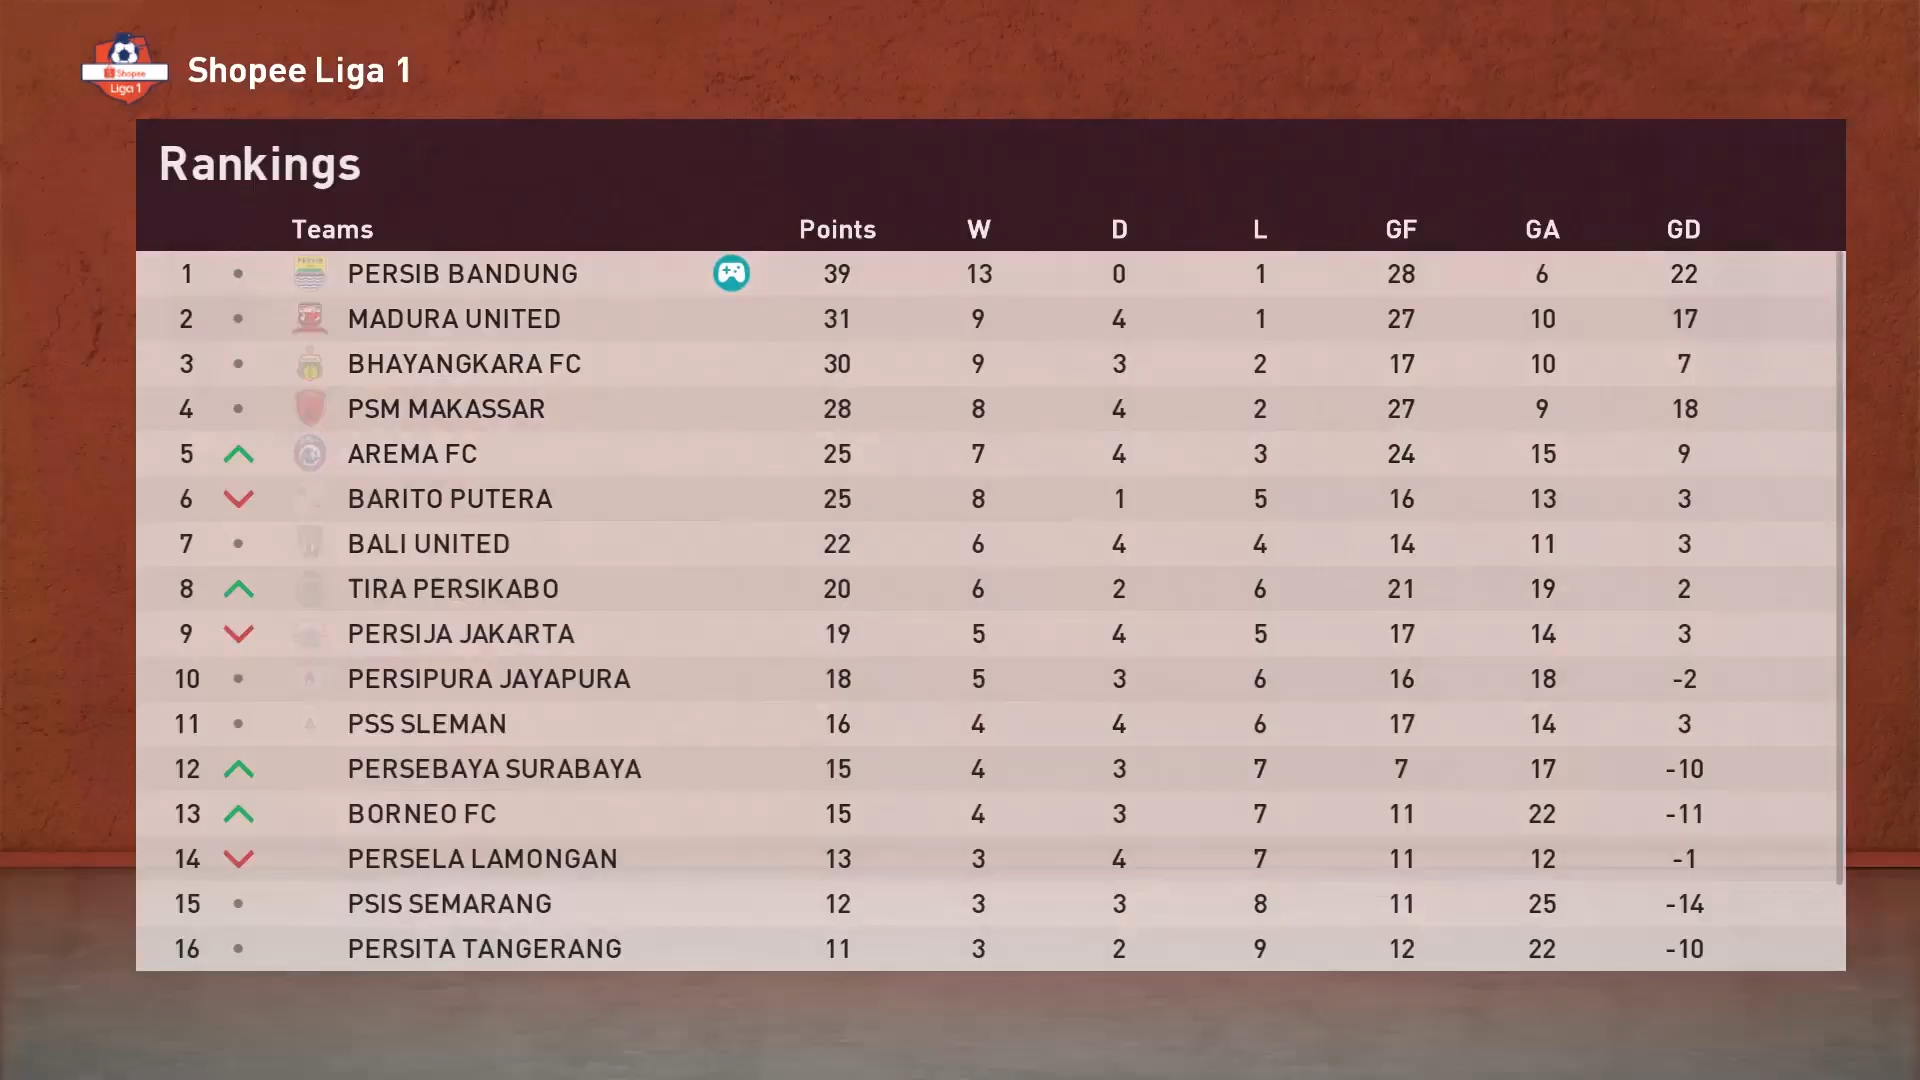 Shopee
Liga 1
Shopee Liga 1
Rankings
Teams Points W D L GF GA GD
1 PERSIB BANDUNG 39 13 0 1 28 6 22
2 MADURA UNITED 31 9 4 1 27 10 17
3 BHAYANGKARA FC 30 9 3 2 17 10 7
4 PSM MAKASSAR 28 8 4 2 27 9 18
5 AREMA FC 25 7 4 3 24 15 9
6 BARITO PUTERA 25 8 1 5 16 13 3
7 BALI UNITED 22 6 4 4 14 11 3
8 TIRA PERSIKABO 20 6 2 6 21 19 2
9 PERSIJA JAKARTA 19 5 4 5 17 14 3
10 PERSIPURA JAYAPURA 18 5 3 6 16 18 -2
11 PSS SLEMAN 16 4 4 6 17 14 3
12 PERSEBAYA SURABAYA 15 4 3 7 7 17 -10
13 BORNEO FC 15 4 3 7 11 22 -11
14 PERSELA LAMONGAN 13 3 4 7 11 12 -1
15 PSIS SEMARANG 12 3 3 8 11 25 -14
16 PERSITA TANGERANG 11 3 2 9 12 22 -10